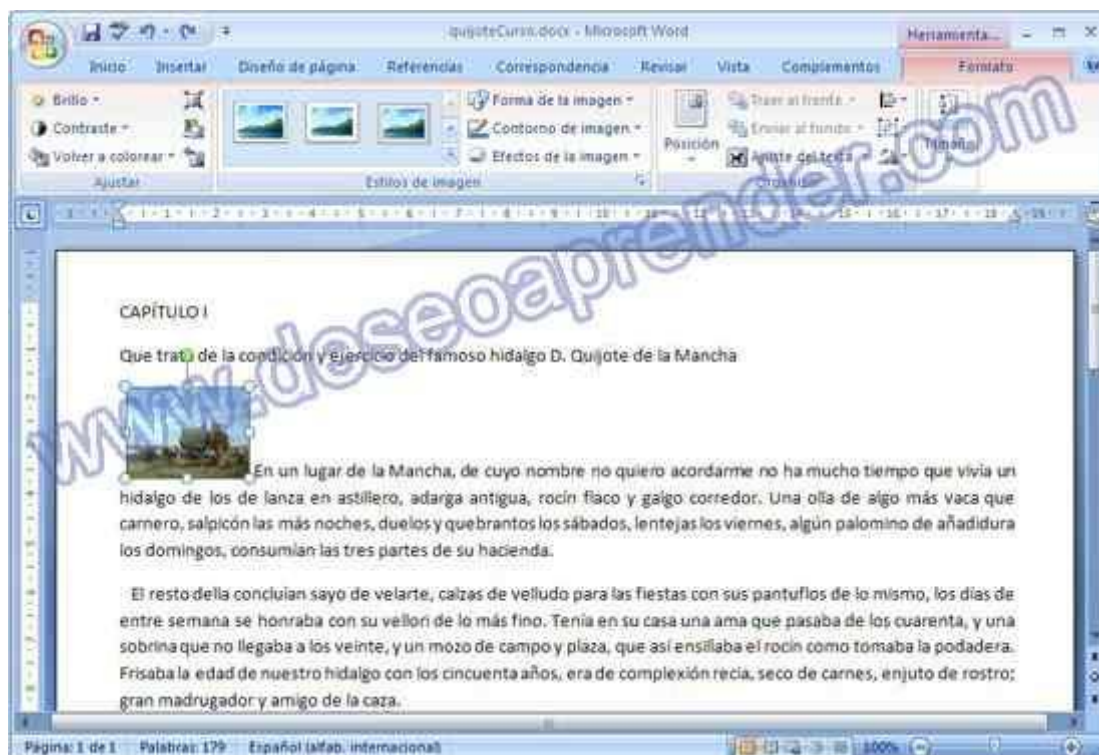 quijoteCurso.docx - Microsoft Word
Herramienta...
Inicio Insertar Diseño de página Referencias Correspondencia Revisar Vista Complementos Formato
Brillo
Contraste
Volver a colorear
Ajustar
Forma de la imagen
Contorno de imagen
Efectos de la imagen
Estilos de imagen
Posición
Traer al frente
Enviar al fondo
Ajuste del texto
Organizar
Tamaño
www.deseoaprender.com
CAPÍTULO I
Que trata de la condición y ejercicio del famoso hidalgo D. Quijote de la Mancha
En un lugar de la Mancha, de cuyo nombre no quiero acordarme no ha mucho tiempo que vivía un
hidalgo de los de lanza en astillero, adarga antigua, rocín flaco y galgo corredor. Una olla de algo más vaca que
carnero, salpicón las más noches, duelos y quebrantos los sábados, lentejas los viernes, algún palomino de añadidura
los domingos, consumían las tres partes de su hacienda.
El resto della concluían sayo de velarte, calzas de velludo para las fiestas con sus pantuflos de lo mismo, los días de
entre semana se honraba con su vellori de lo más fino. Tenía en su casa una ama que pasaba de los cuarenta, y una
sobrina que no llegaba a los veinte, y un mozo de campo y plaza, que así ensillaba el rocín como tomaba la podadera.
Frisaba la edad de nuestro hidalgo con los cincuenta años, era de complexión recia, seco de carnes, enjuto de rostro;
gran madrugador y amigo de la caza.
Página: 1 de 1 Palabras: 179 Español (alfab. internacional) 100%